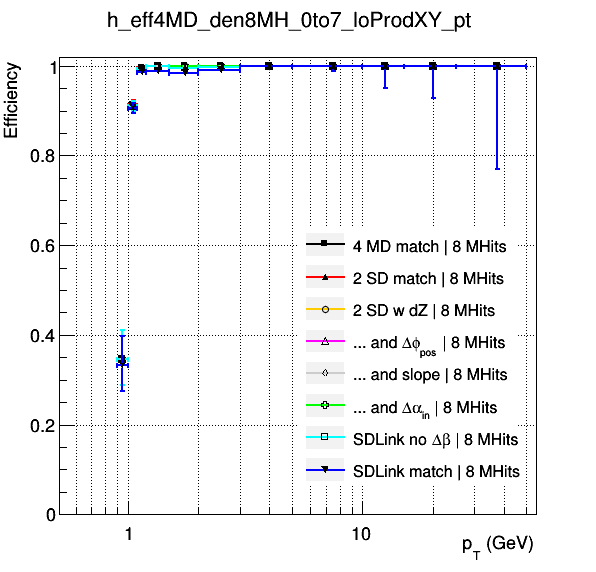 h_eff4MD_den8MH_0to7_loProdXY_pt
Efficiency
1
0.8
0.6
0.4
0.2
0
4 MD match | 8 MHits
2 SD match | 8 MHits
2 SD w dZ | 8 MHits
... and Δϕpos | 8 MHits
... and slope | 8 MHits
... and Δαin | 8 MHits
SDLink no Δβ | 8 MHits
SDLink match | 8 MHits
1 10
pT (GeV)